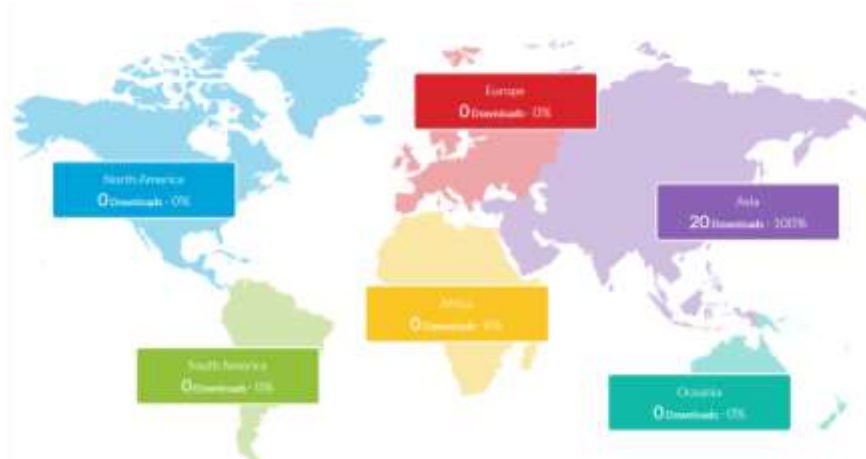 Europe
0 Downloads - 0%
North America
0 Downloads - 0%
Asia
20 Downloads - 100%
Africa
0 Downloads - 0%
South America
0 Downloads - 0%
Oceania
0 Downloads - 0%